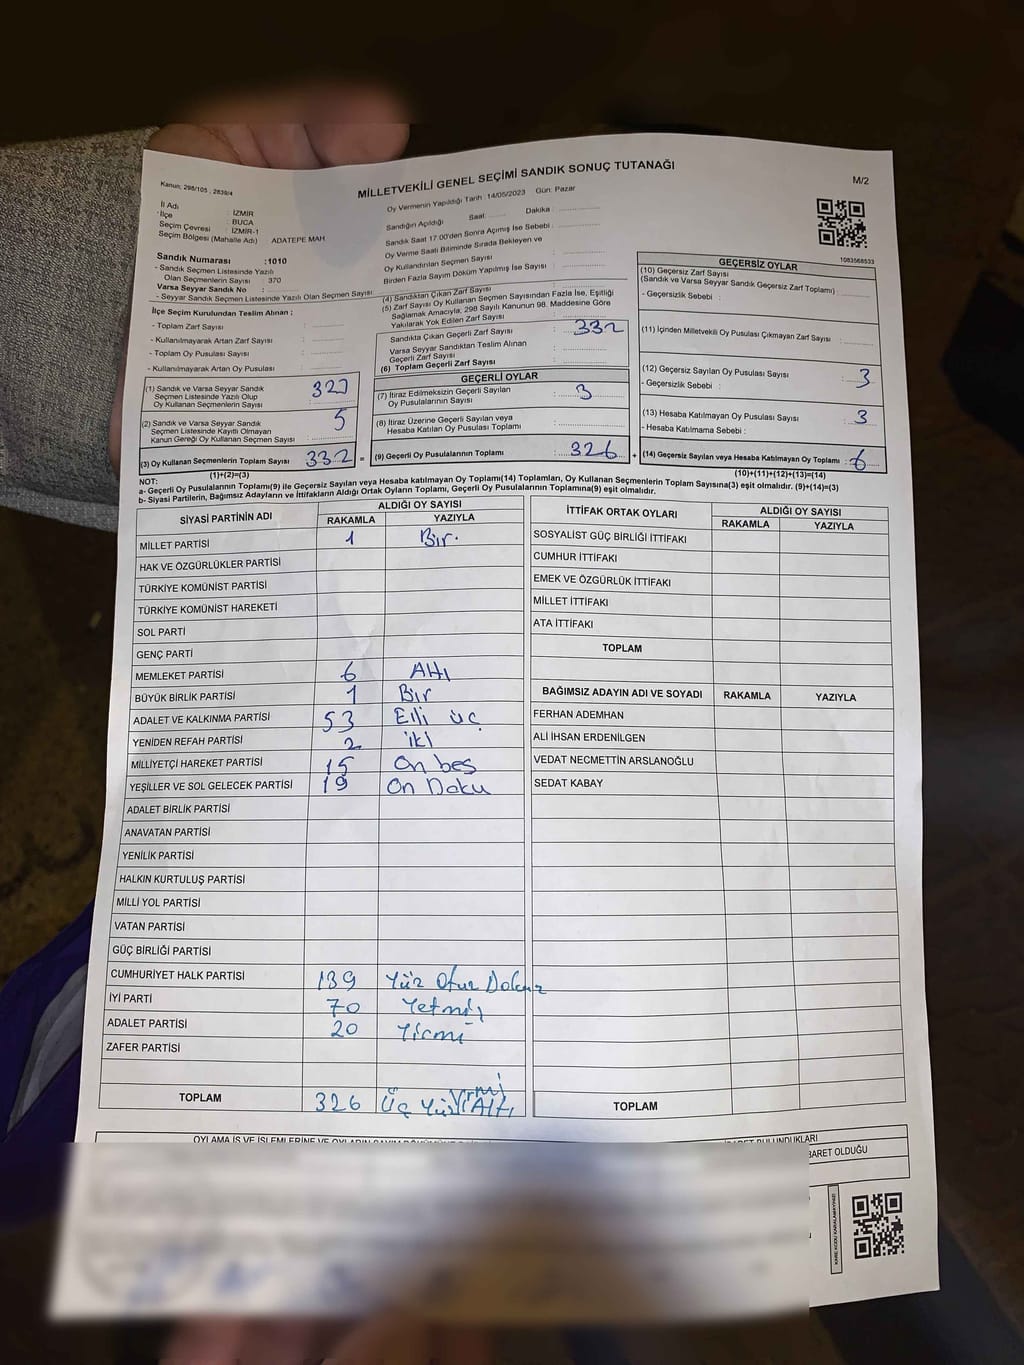 Kanun; 298/105 , 2839/4
MİLLETVEKİLİ GENEL SEÇİMİ SANDIK SONUÇ TUTANAĞI
M/2
İl Adı : İZMİR
İlçe : BUCA
Seçim Çevresi : İZMİR-1
Seçim Bölgesi (Mahalle Adı) ADATEPE MAH.
Sandık Numarası :1010
- Sandık Seçmen Listesinde Yazılı
Olan Seçmenlerin Sayısı 370
Varsa Seyyar Sandık No :
- Seyyar Sandık Seçmen Listesinde Yazılı Olan Seçmen Sayısı:
İlçe Seçim Kurulundan Teslim Alınan ;
- Toplam Zarf Sayısı :
- Kullanılmayarak Artan Zarf Sayısı :
- Toplam Oy Pusulası Sayısı :
- Kullanılmayarak Artan Oy Pusulası :
(1) Sandık ve Varsa Seyyar Sandık
Seçmen Listesinde Yazılı Olup
Oy Kullanan Seçmenlerin Sayısı : 327
(2) Sandık ve Varsa Seyyar Sandık
Seçmen Listesinde Kayıtlı Olmayan
Kanun Gereği Oy Kullanan Seçmen Sayısı : 5
(3) Oy Kullanan Seçmenlerin Toplam Sayısı 332 =
(1)+(2)=(3)
Oy Vermenin Yapıldığı Tarih : 14/05/2023 Gün: Pazar
Sandığın Açıldığı Saat: Dakika :
Sandık Saat 17.00'den Sonra Açılmış İse Sebebi :
Oy Verme Saati Bitiminde Sırada Bekleyen ve
Oy Kullandırılan Seçmen Sayısı :
Birden Fazla Sayım Döküm Yapılmış İse Sayısı :
(4) Sandıktan Çıkan Zarf Sayısı :
(5) Zarf Sayısı Oy Kullanan Seçmen Sayısından Fazla İse, Eşitliği
Sağlamak Amacıyla, 298 Sayılı Kanunun 98. Maddesine Göre
Yakılarak Yok Edilen Zarf Sayısı :
Sandıkta Çıkan Geçerli Zarf Sayısı : 332
Varsa Seyyar Sandıktan Teslim Alınan
Geçerli Zarf Sayısı :
(6) Toplam Geçerli Zarf Sayısı :
GEÇERLİ OYLAR
(7) İtiraz Edilmeksizin Geçerli Sayılan
Oy Pusulalarının Sayısı : 3
(8) İtiraz Üzerine Geçerli Sayılan veya
Hesaba Katılan Oy Pusulası Toplamı :
(9) Geçerli Oy Pusulalarının Toplamı : 326 +
1083568533
GEÇERSİZ OYLAR
(10) Geçersiz Zarf Sayısı
(Sandık ve Varsa Seyyar Sandık Geçersiz Zarf Toplamı) :
- Geçersizlik Sebebi :
(11) İçinden Milletvekili Oy Pusulası Çıkmayan Zarf Sayısı :
(12) Geçersiz Sayılan Oy Pusulası Sayısı : 3
- Geçersizlik Sebebi :
(13) Hesaba Katılmayan Oy Pusulası Sayısı : 3
- Hesaba Katılmama Sebebi :
(14) Geçersiz Sayılan veya Hesaba Katılmayan Oy Toplamı : 6
(10)+(11)+(12)+(13)=(14)
NOT:
a- Geçerli Oy Pusulalarının Toplamı(9) ile Geçersiz Sayılan veya Hesaba katılmayan Oy Toplamı(14) Toplamları, Oy Kullanan Seçmenlerin Toplam Sayısına(3) eşit olmalıdır. (9)+(14)=(3)
b- Siyasi Partilerin, Bağımsız Adayların ve İttifakların Aldığı Ortak Oyların Toplamı, Geçerli Oy Pusulalarının Toplamına(9) eşit olmalıdır.
SİYASİ PARTİNİN ADI ALDIĞI OY SAYISI
RAKAMLA YAZIYLA
MİLLET PARTİSİ 1 Bir.
HAK VE ÖZGÜRLÜKLER PARTİSİ
TÜRKİYE KOMÜNİST PARTİSİ
TÜRKİYE KOMÜNİST HAREKETİ
SOL PARTİ
GENÇ PARTİ
MEMLEKET PARTİSİ 6 Altı
BÜYÜK BİRLİK PARTİSİ 1 Bir
ADALET VE KALKINMA PARTİSİ 53 Elli üç
YENİDEN REFAH PARTİSİ 2 iki
MİLLİYETÇİ HAREKET PARTİSİ 15 On beş
YEŞİLLER VE SOL GELECEK PARTİSİ 19 On Doku
ADALET BİRLİK PARTİSİ
ANAVATAN PARTİSİ
YENİLİK PARTİSİ
HALKIN KURTULUŞ PARTİSİ
MİLLİ YOL PARTİSİ
VATAN PARTİSİ
GÜÇ BİRLİĞİ PARTİSİ
CUMHURİYET HALK PARTİSİ 139 Yüz Otuz Dokuz
İYİ PARTİ 70 Yetmiş
ADALET PARTİSİ 20 Yirmi
ZAFER PARTİSİ
TOPLAM 326 Üç Yüz Yirmi Altı
İTTİFAK ORTAK OYLARI ALDIĞI OY SAYISI
RAKAMLA YAZIYLA
SOSYALİST GÜÇ BİRLİĞİ İTTİFAKI
CUMHUR İTTİFAKI
EMEK VE ÖZGÜRLÜK İTTİFAKI
MİLLET İTTİFAKI
ATA İTTİFAKI
TOPLAM
BAĞIMSIZ ADAYIN ADI VE SOYADI RAKAMLA YAZIYLA
FERHAN ADEMHAN
ALİ İHSAN ERDENİLGEN
VEDAT NECMETTİN ARSLANOĞLU
SEDAT KABAY
TOPLAM
OYLAMA İŞ VE İŞLEMLERİNE VE OYLARIN SAYIM
BULUNDUKLARI
BARET OLDUĞU
KARE KODU KARALAMAYINIZ!